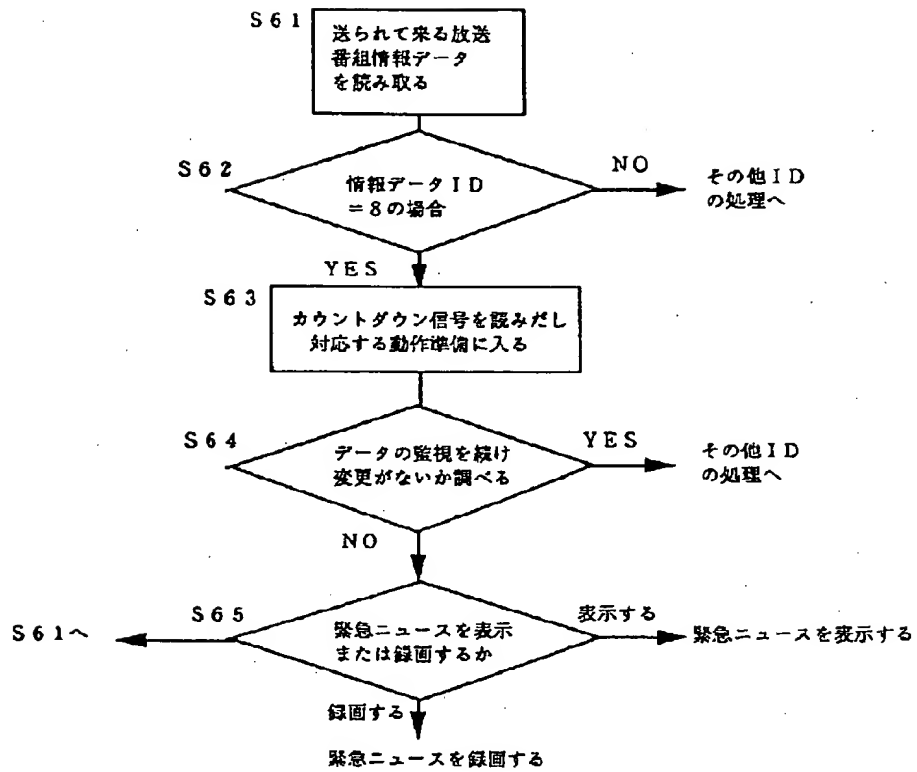 S61
送られて来る放送
番組情報データ
を読み取る
S62
情報データID
=8の場合
NO
その他ID
の処理へ
YES
S63
カウントダウン信号を読みだし
対応する動作準備に入る
S64
データの監視を続け
変更がないか調べる
YES
その他ID
の処理へ
NO
S65
緊急ニュースを表示
または録画するか
S61へ
表示する
緊急ニュースを表示する
録画する
緊急ニュースを録画する